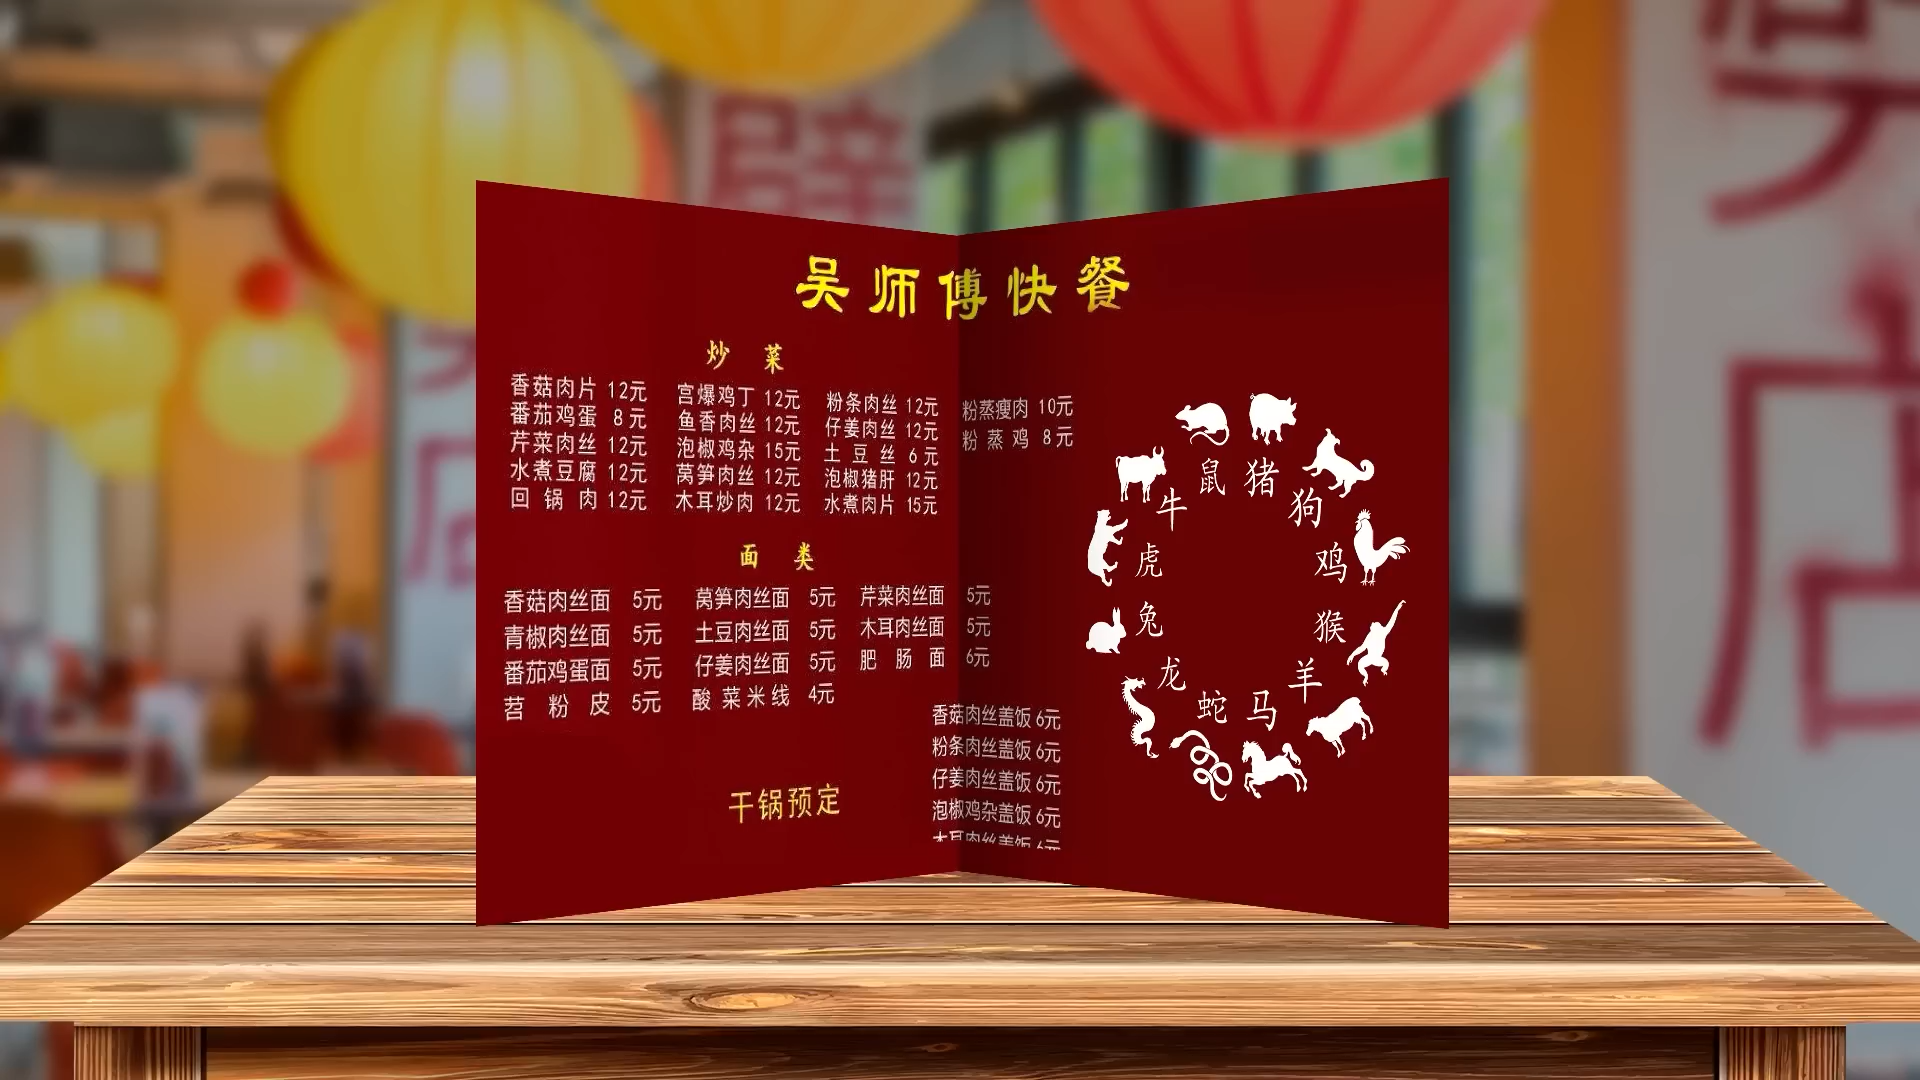 吴师傅快餐
炒 菜
香菇肉片 12元 宫爆鸡丁 12元 粉条肉丝 12元 粉蒸瘦肉 10元
番茄鸡蛋 8元 鱼香肉丝 12元 仔姜肉丝 12元 粉蒸鸡 8元
芹菜肉丝 12元 泡椒鸡杂 15元 土豆丝 6元
水煮豆腐 12元 莴笋肉丝 12元 泡椒猪肝 12元
回锅肉 12元 木耳炒肉 12元 水煮肉片 15元
面 类
香菇肉丝面 5元 莴笋肉丝面 5元 芹菜肉丝面 5元
青椒肉丝面 5元 土豆肉丝面 5元 木耳肉丝面 5元
番茄鸡蛋面 5元 仔姜肉丝面 5元 肥肠面 6元
苕粉皮 5元 酸菜米线 4元
香菇肉丝盖饭 6元
粉条肉丝盖饭 6元
仔姜肉丝盖饭 6元
泡椒鸡杂盖饭 6元
木耳肉丝盖饭 6元
干锅预定
鼠
猪
牛
狗
虎
鸡
兔
猴
龙
羊
蛇
马
店